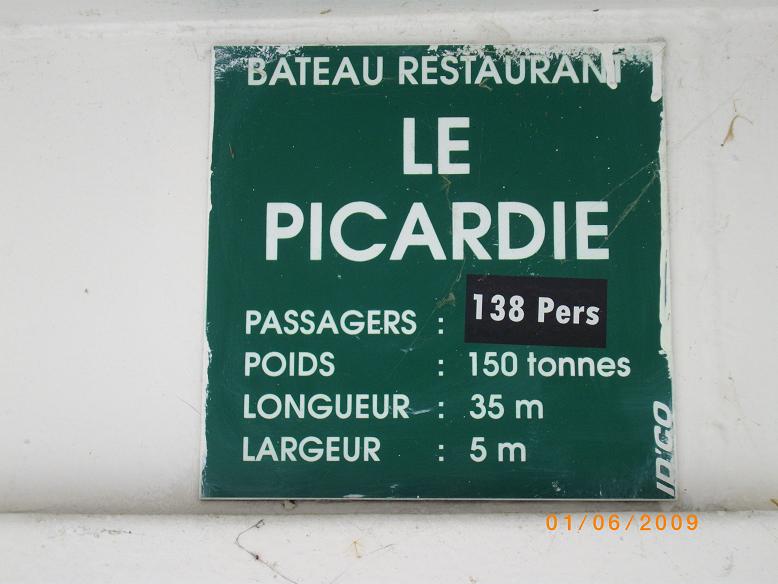 BATEAU RESTAURANT
LE
PICARDIE
PASSAGERS : 138 Pers
POIDS : 150 tonnes
LONGUEUR : 35 m
LARGEUR : 5 m
ID'CO
01/06/2009